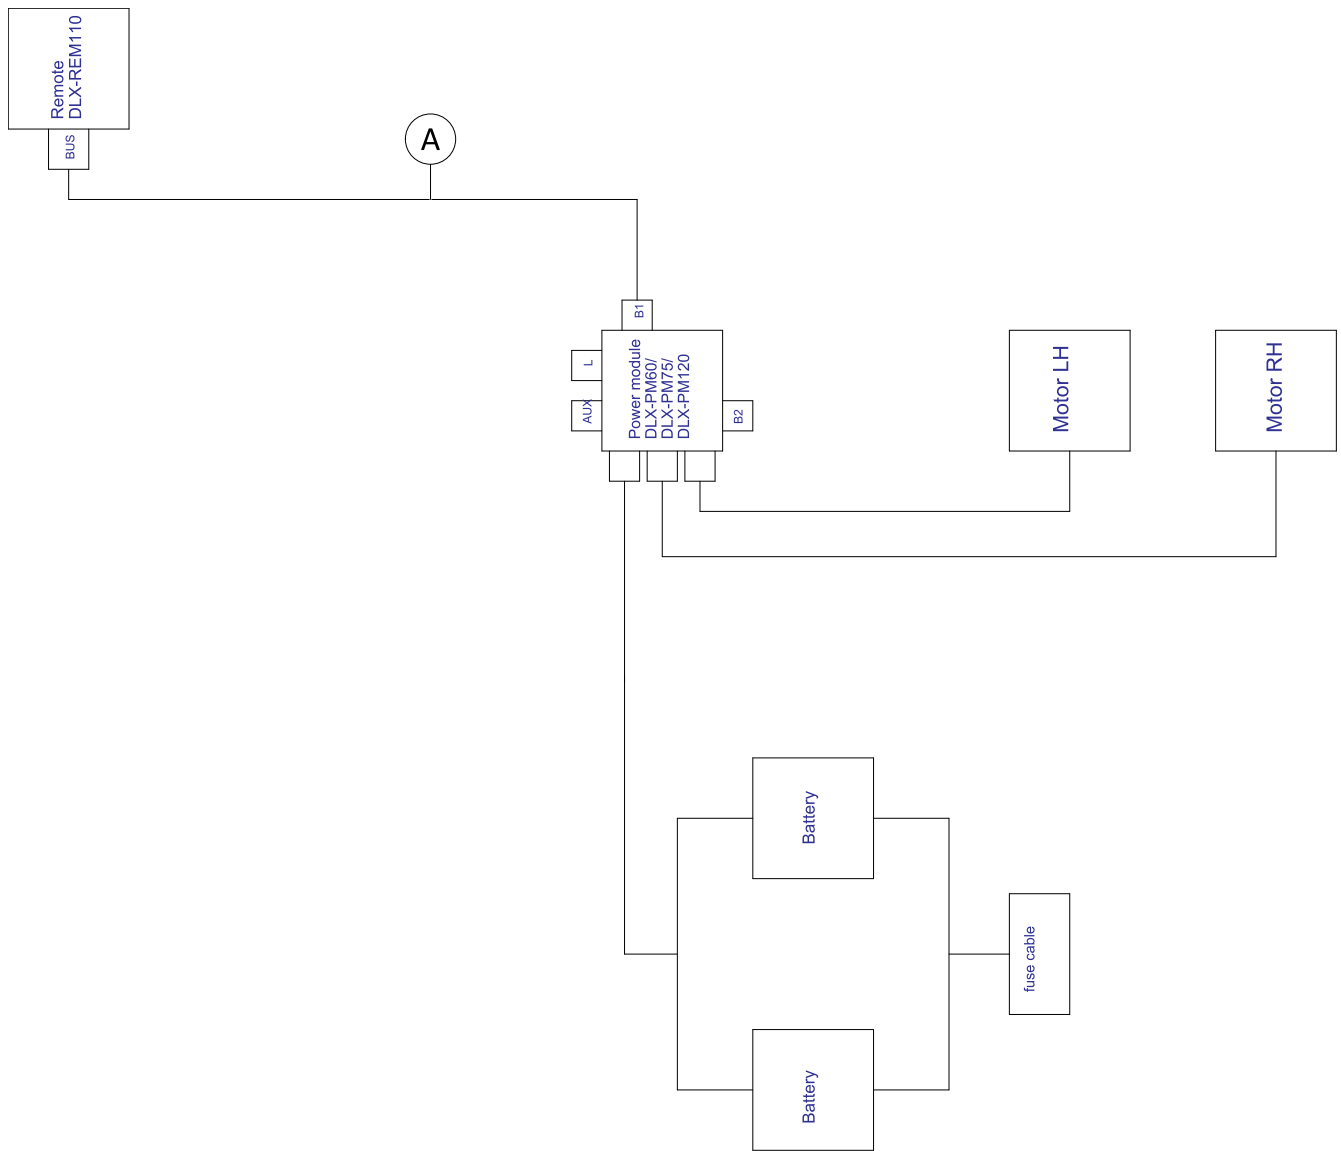 Remote
DLX-REM110
BUS
A
B1
L
AUX
Power module
DLX-PM60/
DLX-PM75/
DLX-PM120
B2
Motor LH
Motor RH
Battery
fuse cable
Battery